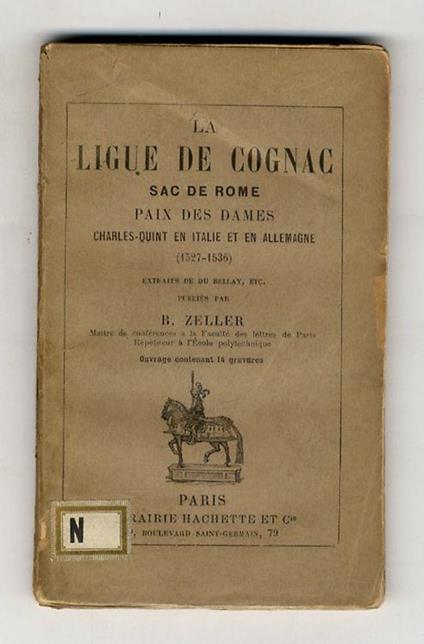 LA
LIGUE DE COGNAC
SAC DE ROME
PAIX DES DAMES
CHARLES-QUINT EN ITALIE ET EN ALLEMAGNE
(1527-1536)
EXTRAITS DE DU BELLAY, ETC.
PUBLIÉS PAR
B. ZELLER
Maître de conférences à la Faculté des lettres de Paris
Répétiteur à l'École polytechnique
Ouvrage contenant 14 gravures
PARIS
RAIRIE HACHETTE ET Cie
BOULEVARD SAINT-GERMAIN, 79
N